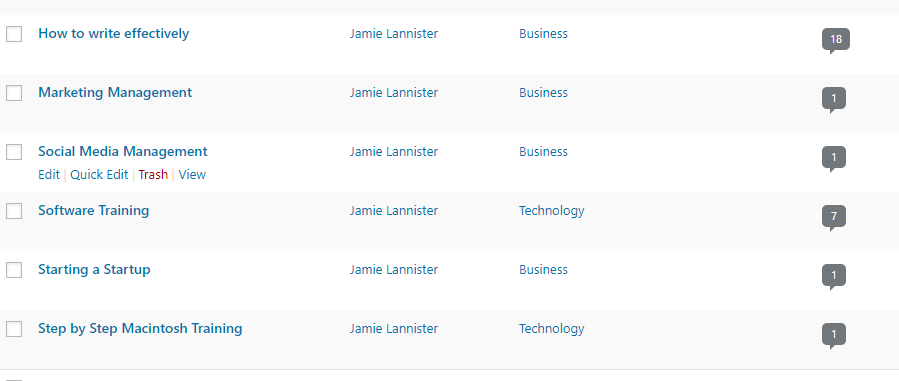 How to write effectively Jamie Lannister Business 18
Marketing Management Jamie Lannister Business 1
Social Media Management Jamie Lannister Business 1
Edit | Quick Edit | Trash | View
Software Training Jamie Lannister Technology 7
Starting a Startup Jamie Lannister Business 1
Step by Step Macintosh Training Jamie Lannister Technology 1